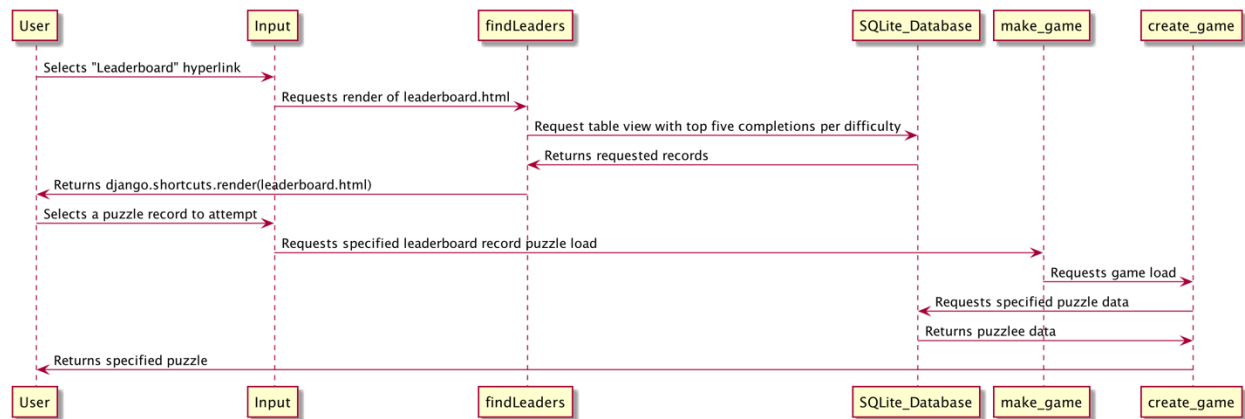 User Input findLeaders SQLite_Database make_game create_game
Selects "Leaderboard" hyperlink
Requests render of leaderboard.html
Request table view with top five completions per difficulty
Returns requested records
Returns django.shortcuts.render(leaderboard.html)
Selects a puzzle record to attempt
Requests specified leaderboard record puzzle load
Requests game load
Requests specified puzzle data
Returns puzzlee data
Returns specified puzzle
User Input findLeaders SQLite_Database make_game create_game